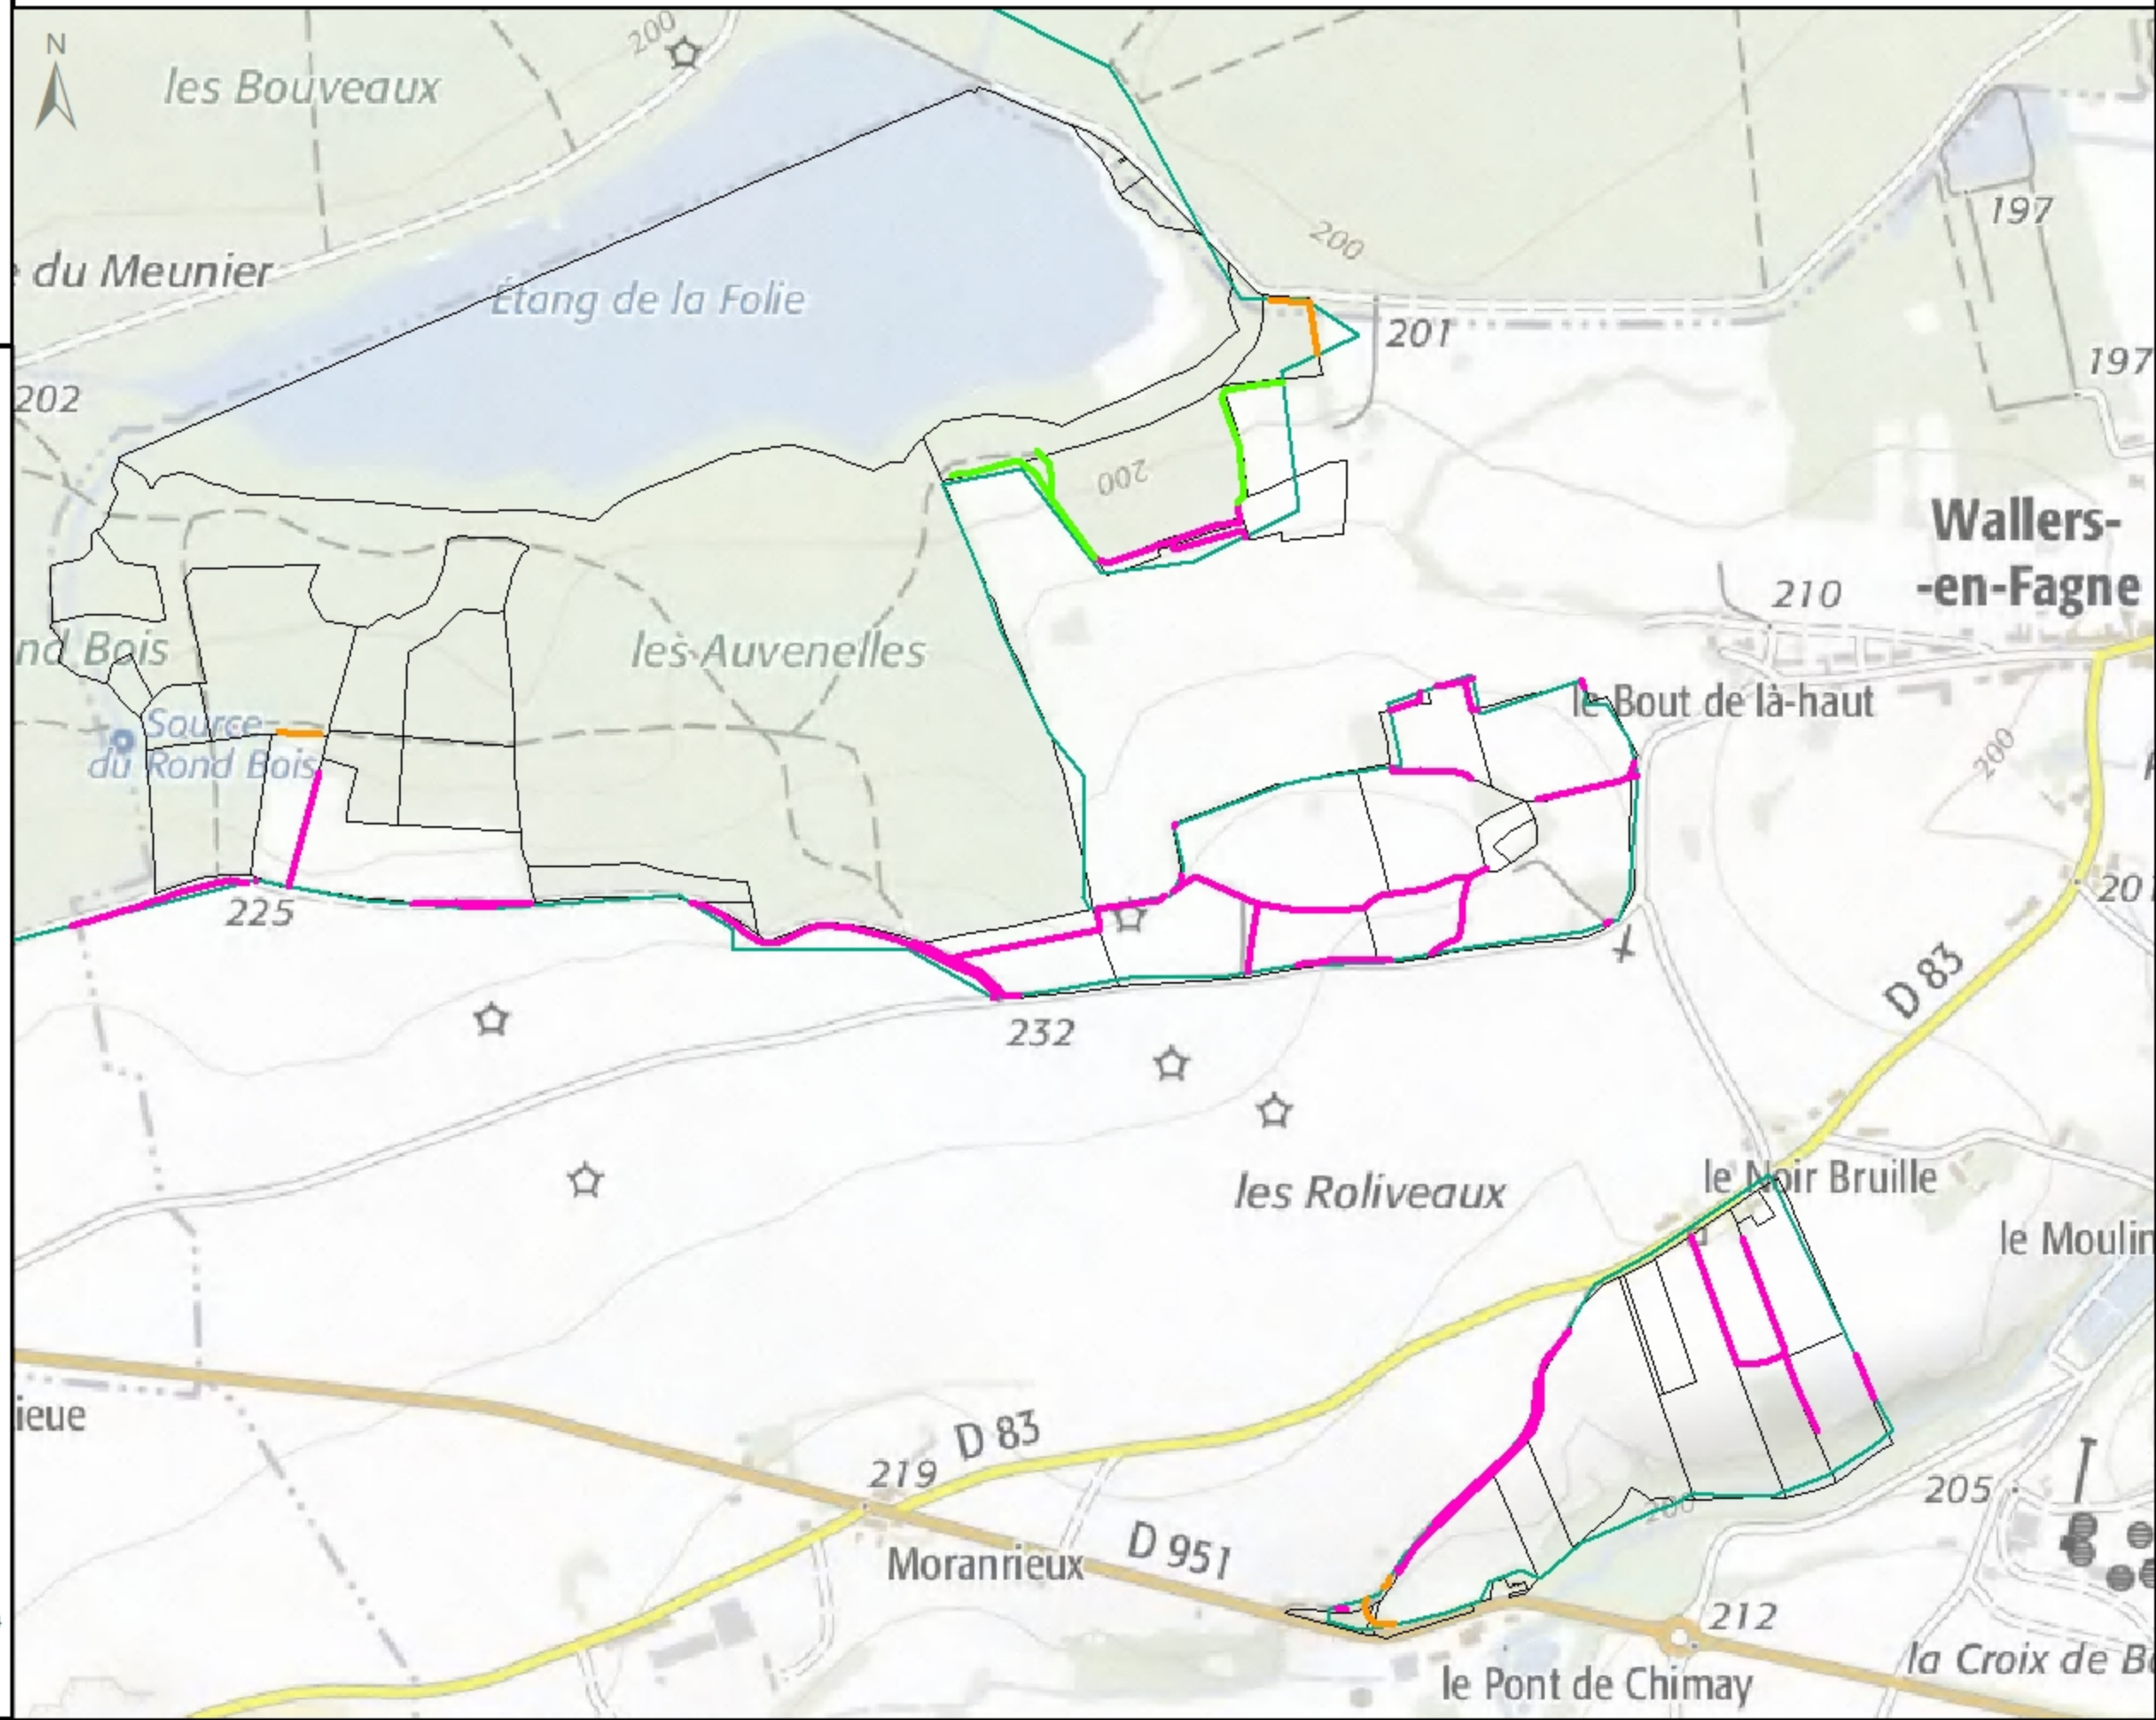 N
200
les Bouveaux
197
200
du Meunier
Étang de la Folie
201
197
202
200
Wallers-
-en-Fagne
210
les Auvenelles
nd Bois
le Bout de là-haut
Source
du Rond Bois
200
225
201
232
D 83
le Noir Bruille
les Roliveaux
le Moulin
ieue
D 83
219
205
200
D 951
Moranrieux
212
la Croix de B
le Pont de Chimay